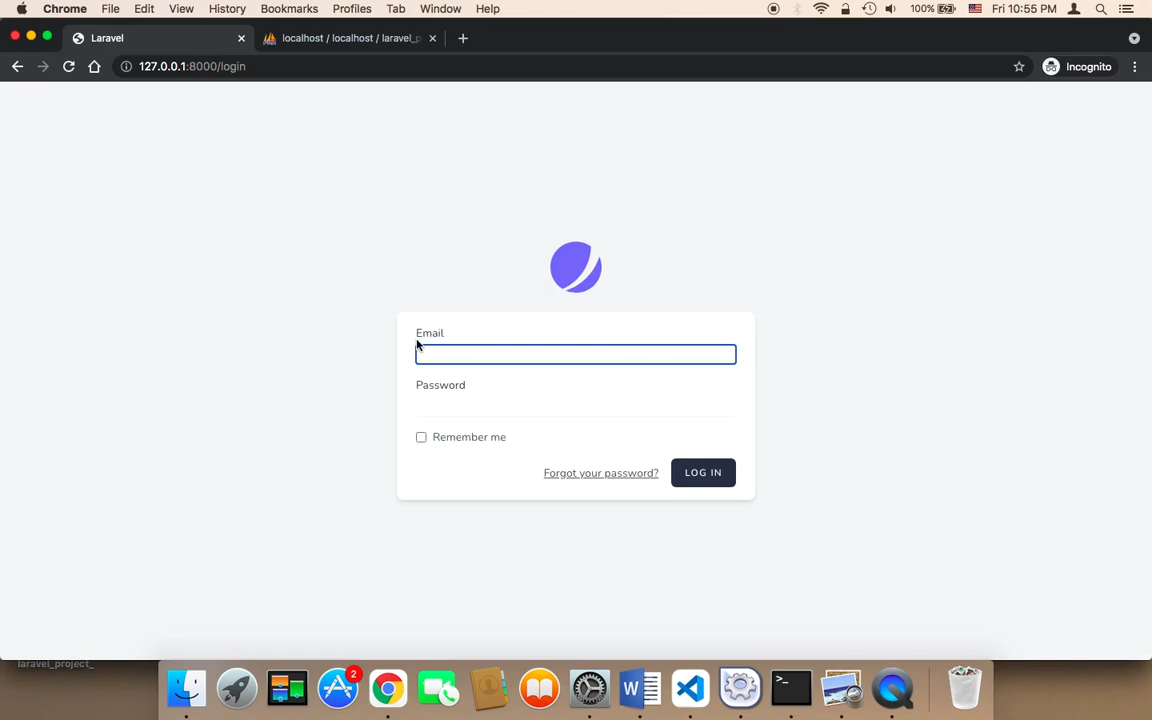 Chrome File Edit View History Bookmarks Profiles Tab Window Help 100% Fri 10:55 PM
Laravel localhost / localhost / laravel_p
127.0.0.1:8000/login Incognito
Email
Password
Remember me
Forgot your password? LOG IN
laravel_project_
2